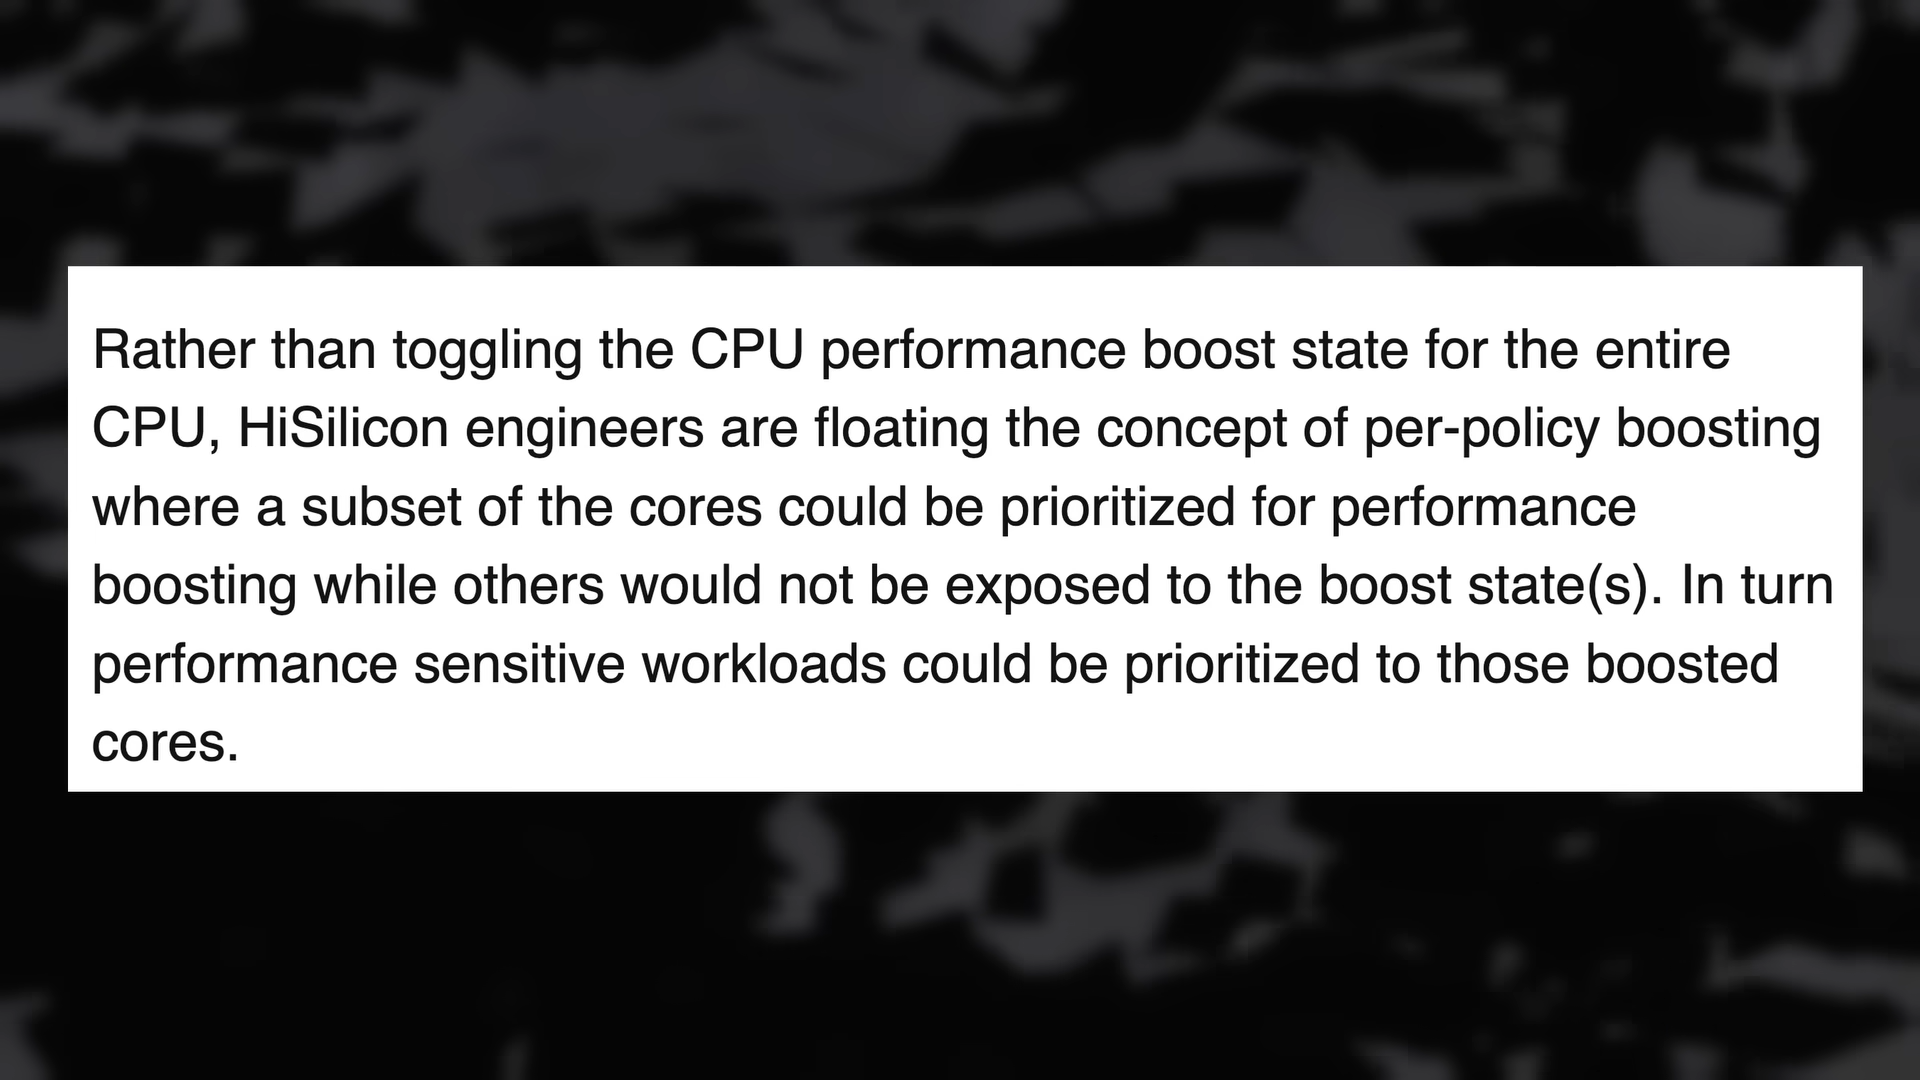 Rather than toggling the CPU performance boost state for the entire
CPU, HiSilicon engineers are floating the concept of per-policy boosting
where a subset of the cores could be prioritized for performance
boosting while others would not be exposed to the boost state(s). In turn
performance sensitive workloads could be prioritized to those boosted
cores.